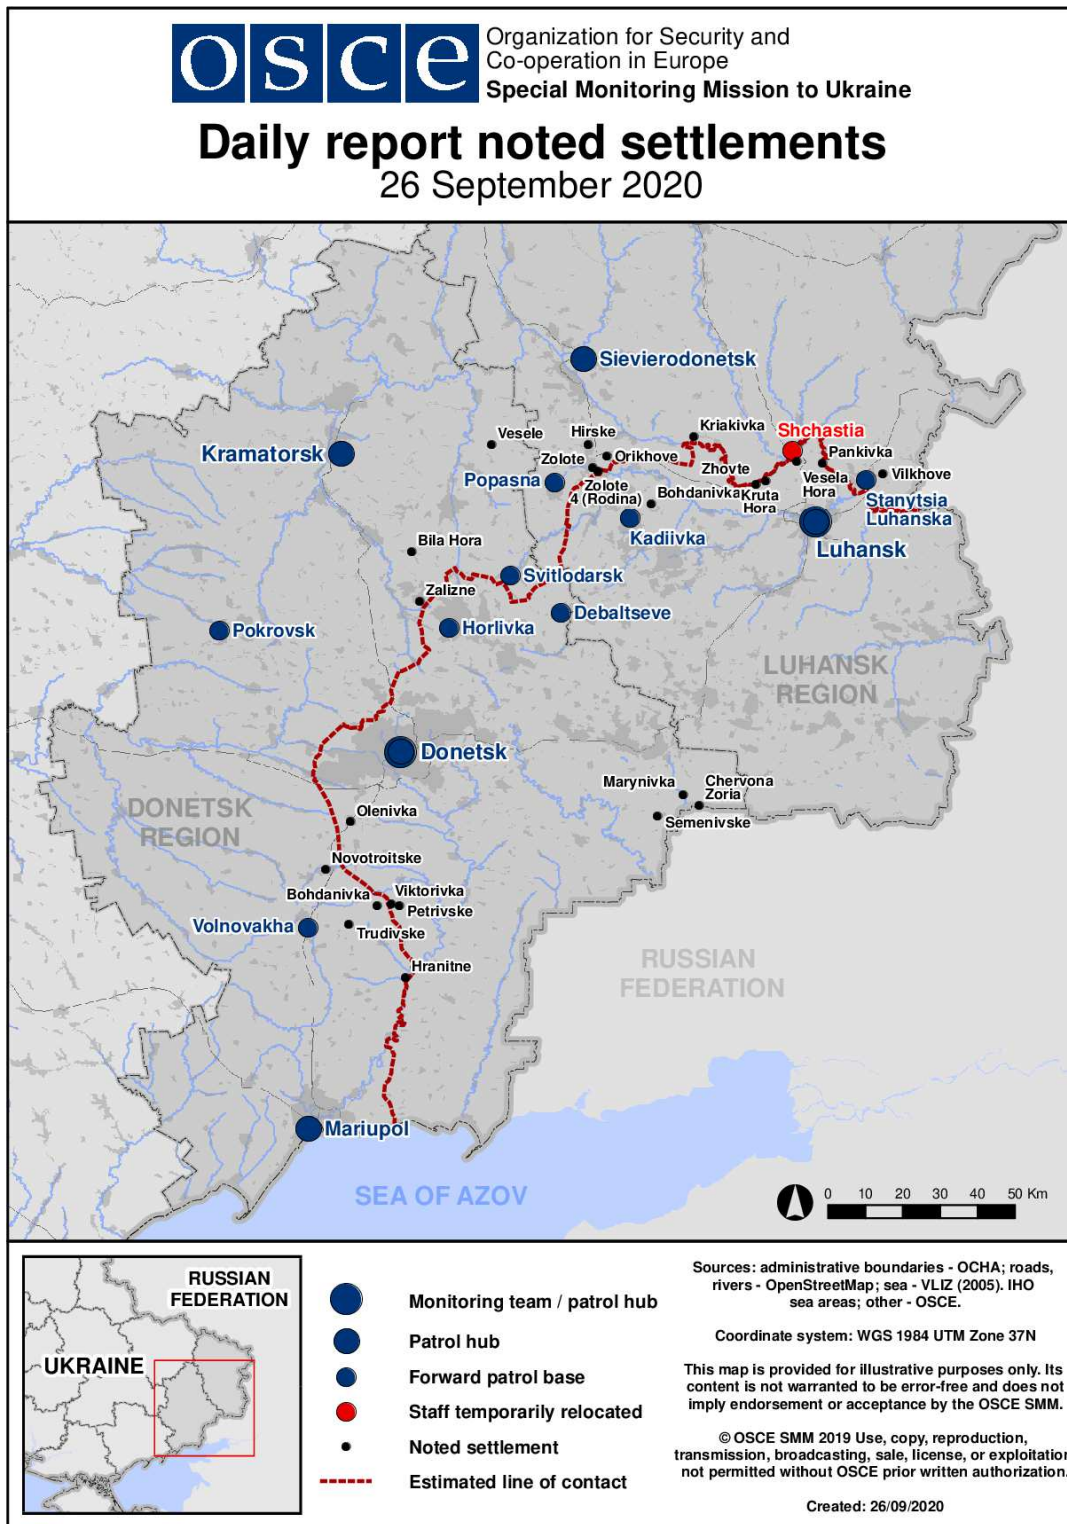 osce
Organization for Security and
Co-operation in Europe
Special Monitoring Mission to Ukraine
Daily report noted settlements
26 September 2020
Sievierodonetsk
Kriakivka
Shchastia
Vesele
Hirske
Kramatorsk
Orikhove
Pankivka
Zolote
Zhovte
Vilkhove
Popasna
Zolote
4 (Rodina)
Bohdanivka
Kruta
Hora
Vesela
Hora
Stanytsia
Luhanska
Kadiivka
Luhansk
Bila Hora
Svitlodarsk
Zalizne
Debaltseve
Pokrovsk
Horlivka
LUHANSK
REGION
Donetsk
Marynivka
Chervona
Zoria
DONETSK
REGION
Olenivka
Semenivske
Novotroitske
Bohdanivka
Viktorivka
Petrivske
Volnovakha
Trudivske
Hranitne
RUSSIAN
FEDERATION
Mariupol
SEA OF AZOV
0 10 20 30 40 50 Km
RUSSIAN
FEDERATION
UKRAINE
Monitoring team / patrol hub
Patrol hub
Forward patrol base
Staff temporarily relocated
Noted settlement
Estimated line of contact
Sources: administrative boundaries - OCHA; roads,
rivers - OpenStreetMap; sea - VLIZ (2005). IHO
sea areas; other - OSCE.
Coordinate system: WGS 1984 UTM Zone 37N
This map is provided for illustrative purposes only. Its
content is not warranted to be error-free and does not
imply endorsement or acceptance by the OSCE SMM.
© OSCE SMM 2019 Use, copy, reproduction,
transmission, broadcasting, sale, license, or exploitation
not permitted without OSCE prior written authorization.
Created: 26/09/2020